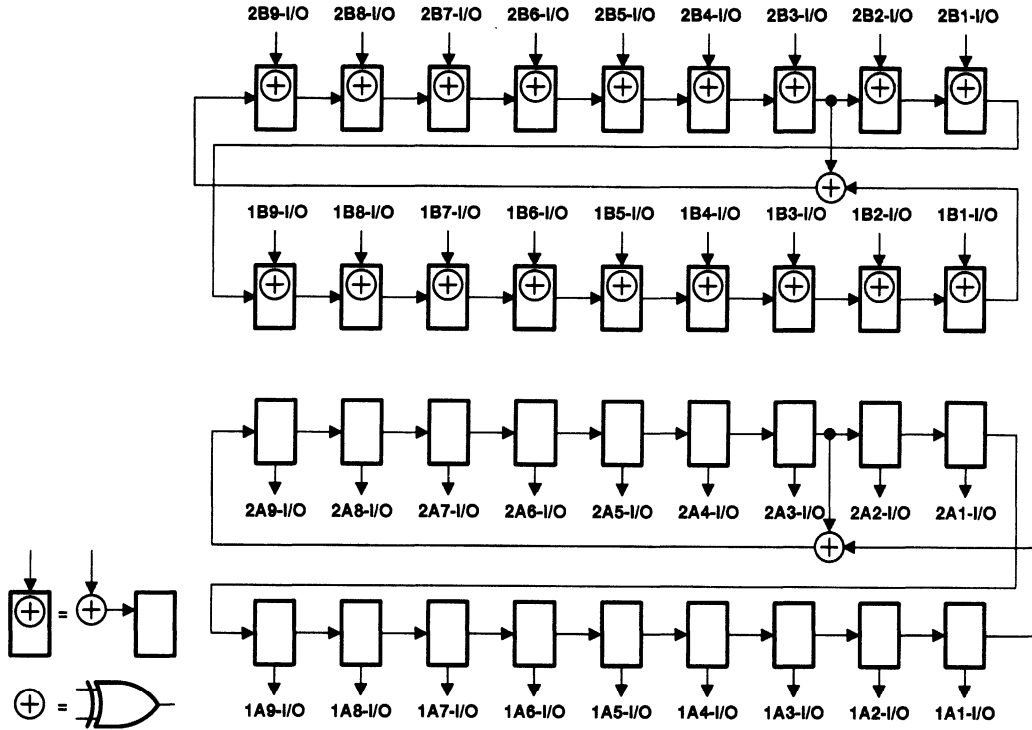 2B9-I/O 2B8-I/O 2B7-I/O 2B6-I/O 2B5-I/O 2B4-I/O 2B3-I/O 2B2-I/O 2B1-I/O
1B9-I/O 1B8-I/O 1B7-I/O 1B6-I/O 1B5-I/O 1B4-I/O 1B3-I/O 1B2-I/O 1B1-I/O
2A9-I/O 2A8-I/O 2A7-I/O 2A6-I/O 2A5-I/O 2A4-I/O 2A3-I/O 2A2-I/O 2A1-I/O
=
=
1A9-I/O 1A8-I/O 1A7-I/O 1A6-I/O 1A5-I/O 1A4-I/O 1A3-I/O 1A2-I/O 1A1-I/O